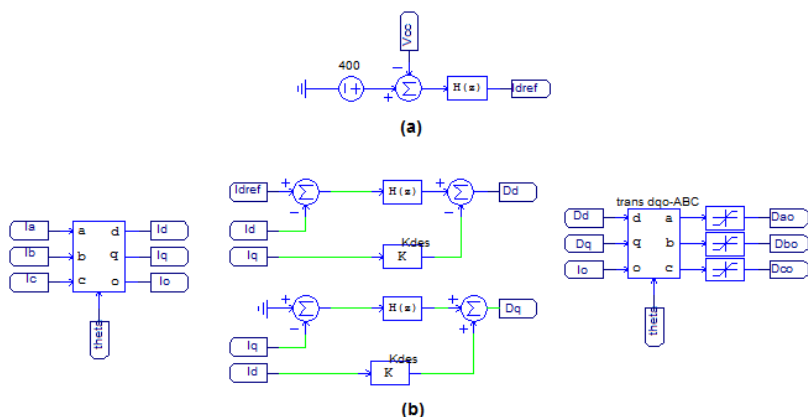 Vcc
400
I+
−
+
Σ
H(z)
Idref
(a)
Ia
Ib
Ic
a
b
c
d
q
o
Id
Iq
Io
theta
Idref
Id
Iq
+
−
Σ
H(z)
+
−
Σ
Dd
Kdes
K
+
−
Σ
H(z)
+
+
Σ
Dq
Iq
Id
Kdes
K
trans dqo-ABC
Dd
Dq
Io
d
q
o
a
b
c
Dao
Dbo
Dco
theta
(b)